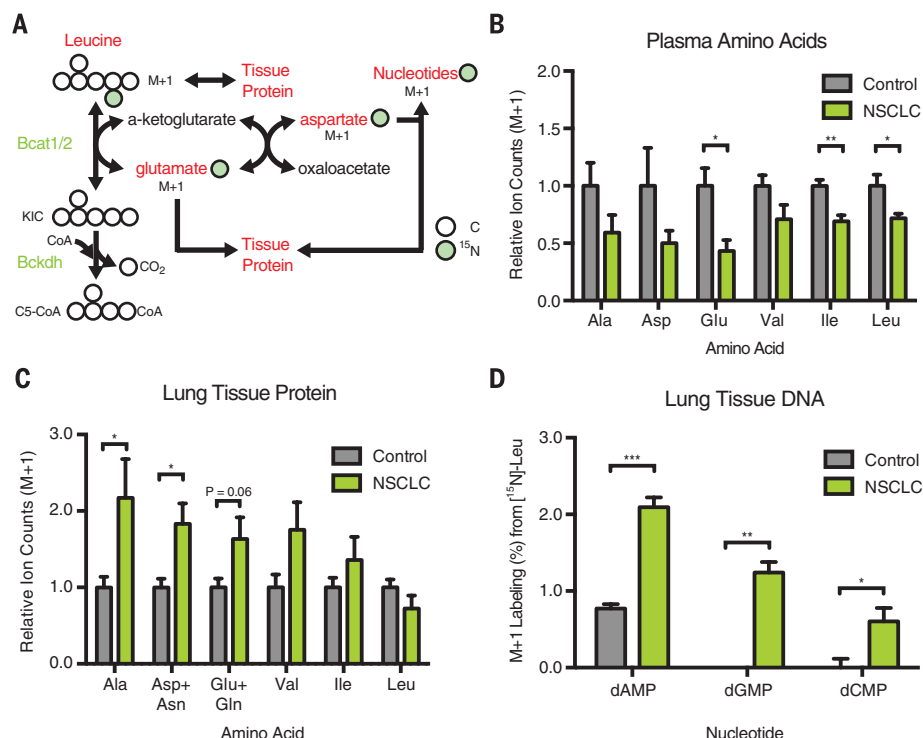 A
Leucine
M+1
Tissue
Protein
Nucleotides
M+1
a-ketoglutarate
aspartate
M+1
Bcat1/2
glutamate
M+1
oxaloacetate
KIC
CoA
Bckdh
CO2
Tissue
Protein
C
15N
C5-CoA
CoA
B
Plasma Amino Acids
Relative Ion Counts (M+1)
2.0
1.5
1.0
0.5
0.0
Control
NSCLC
*
**
*
Ala Asp Glu Val Ile Leu
Amino Acid
C
Lung Tissue Protein
Relative Ion Counts (M+1)
3.0
2.0
1.0
0.0
Control
NSCLC
*
*
P = 0.06
Ala Asp+ Glu+ Val Ile Leu
Asn Gln
Amino Acid
D
Lung Tissue DNA
M+1 Labeling (%) from [15N]-Leu
3.0
2.0
1.0
0.0
Control
NSCLC
***
**
*
dAMP dGMP dCMP
Nucleotide